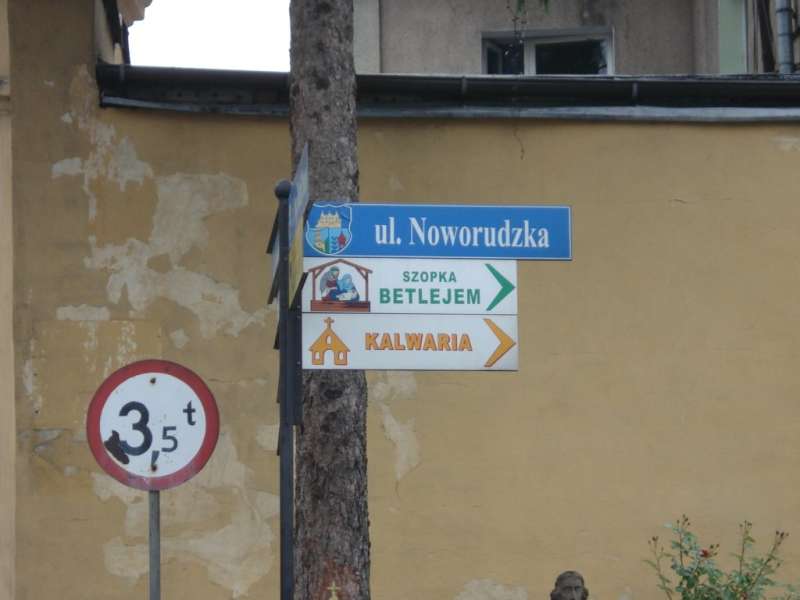 ul. Noworudzka
SZOPKA
BETLEJEM
KALWARIA
3,5 t